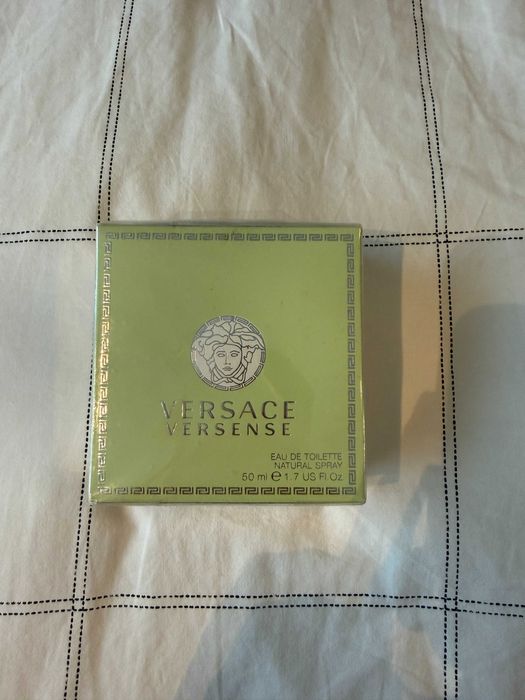 VERSACE
VERSENSE
EAU DE TOILETTE
NATURAL SPRAY
50 ml ℮ 1.7 US Fl.Oz.